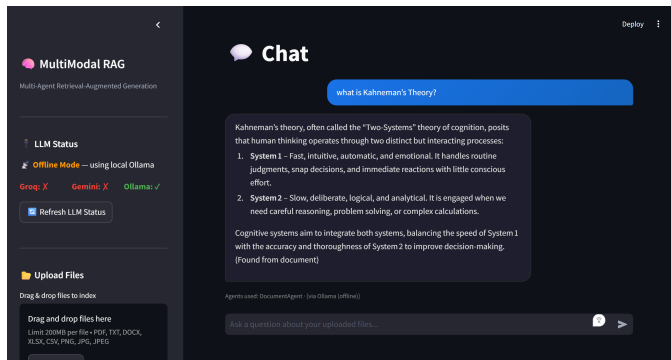 Deploy
MultiModal RAG
Multi-Agent Retrieval-Augmented Generation
LLM Status
Offline Mode — using local Ollama
Groq: ✗ Gemini: ✗ Ollama: ✓
Refresh LLM Status
Upload Files
Drag & drop files to index
Drag and drop files here
Limit 200MB per file • PDF, TXT, DOCX,
XLSX, CSV, PNG, JPG, JPEG
Chat
what is Kahneman's Theory?
Kahneman's theory, often called the "Two-Systems" theory of cognition, posits
that human thinking operates through two distinct but interacting processes:
1. System 1 – Fast, intuitive, automatic, and emotional. It handles routine
judgments, snap decisions, and immediate reactions with little conscious
effort.
2. System 2 – Slow, deliberate, logical, and analytical. It is engaged when we
need careful reasoning, problem solving, or complex calculations.
Cognitive systems aim to integrate both systems, balancing the speed of System 1
with the accuracy and thoroughness of System 2 to improve decision-making.
(Found from document)
Agents used: DocumentAgent · [via Ollama (offline)]
Ask a question about your uploaded files...